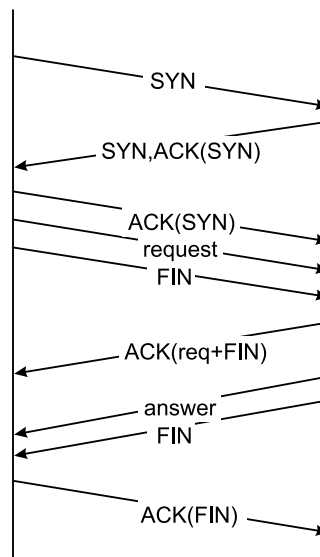 SYN
SYN,ACK(SYN)
ACK(SYN)
request
FIN
ACK(req+FIN)
answer
FIN
ACK(FIN)